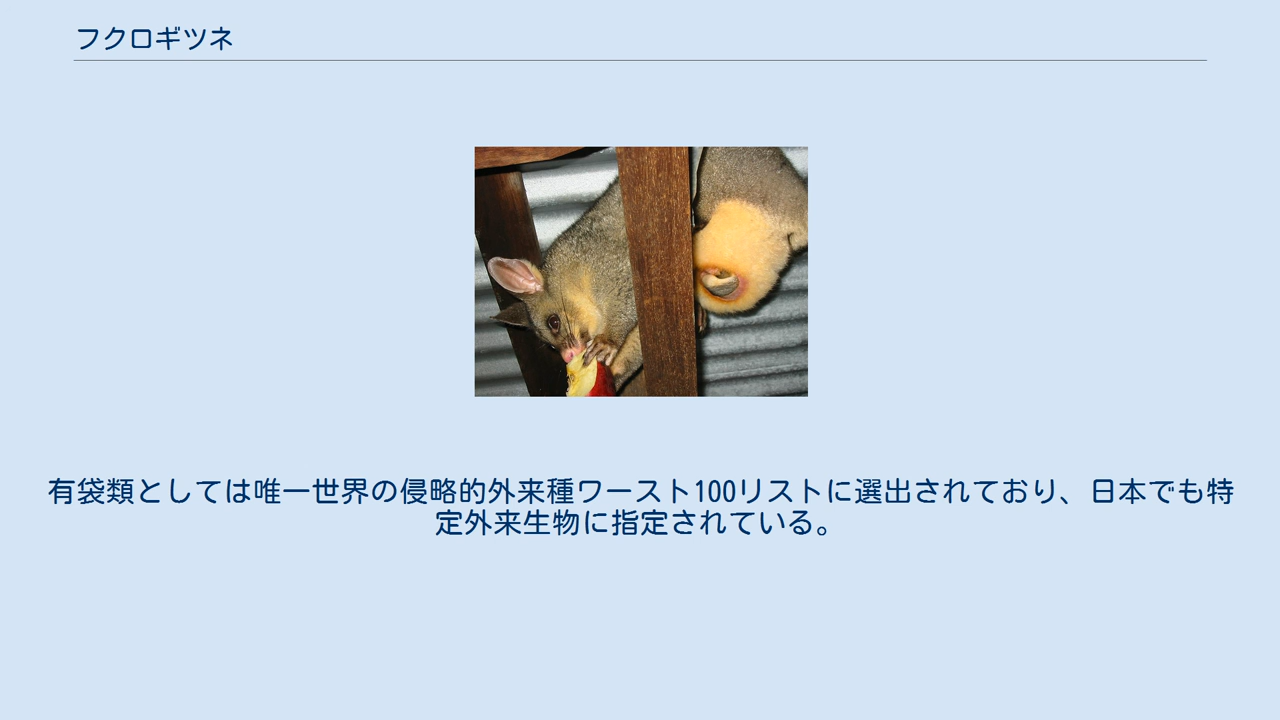 フクロギツネ
有袋類としては唯一世界の侵略的外来種ワースト100リストに選出されており、日本でも特
定外来生物に指定されている。